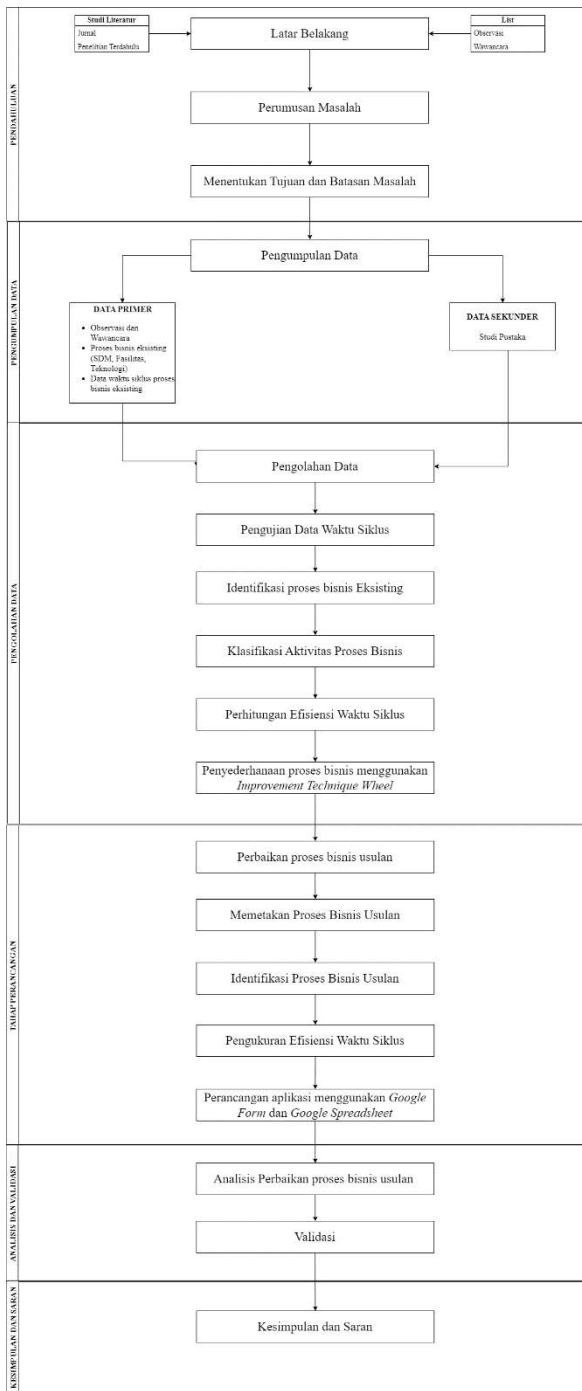 Studi Literatur
Jurnal
Penelitian Terdahulu
Latar Belakang
List
Observasi
Wawancara
Perumusan Masalah
Menentukan Tujuan dan Batasan Masalah
PENDAHULUAN
Pengumpulan Data
DATA PRIMER
• Observasi dan
Wawancara
• Proses bisnis eksisting
(SDM, Fasilitas,
Teknologi)
• Data waktu siklus proses
bisnis eksisting
DATA SEKUNDER
Studi Pustaka
PENGUMPULAN DATA
Pengolahan Data
Pengujian Data Waktu Siklus
Identifikasi proses bisnis Eksisting
Klasifikasi Aktivitas Proses Bisnis
Perhitungan Efisiensi Waktu Siklus
Penyederhanaan proses bisnis menggunakan
Improvement Technique Wheel
PENGOLAHAN DATA
Perbaikan proses bisnis usulan
Memetakan Proses Bisnis Usulan
Identifikasi Proses Bisnis Usulan
Pengukuran Efisiensi Waktu Siklus
Perancangan aplikasi menggunakan Google
Form dan Google Spreadsheet
TAHAP PERANCANGAN
Analisis Perbaikan proses bisnis usulan
Validasi
ANALISIS DAN VALIDASI
Kesimpulan dan Saran
KESIMPULAN DAN SARAN